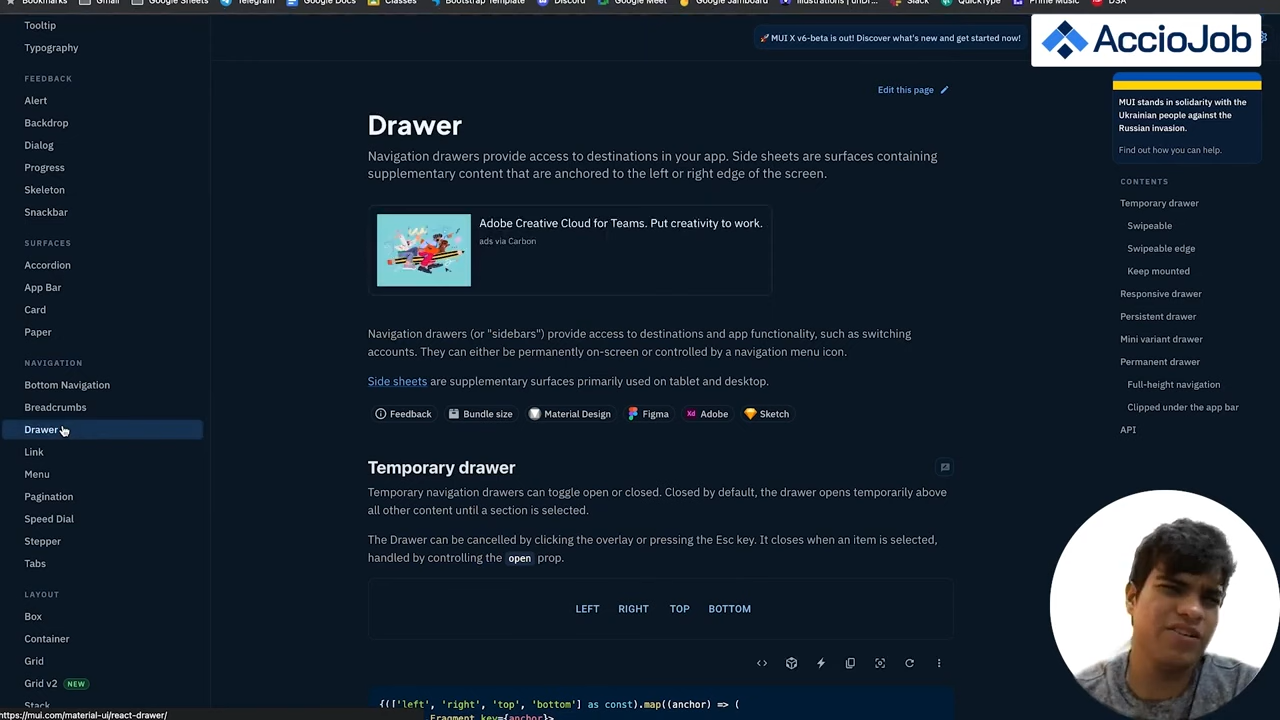 Bookmarks
Gmail
Google Sheets
Telegram
Google Docs
Classes
Bootstrap Template
Discord
Google Meet
Google Jamboard
Slack
QuickType
Prime Music
DSA
Tooltip
Typography
FEEDBACK
Alert
Backdrop
Dialog
Progress
Skeleton
Snackbar
SURFACES
Accordion
App Bar
Card
Paper
NAVIGATION
Bottom Navigation
Breadcrumbs
Drawer
Link
Menu
Pagination
Speed Dial
Stepper
Tabs
LAYOUT
Box
Container
Grid
Grid v2 NEW
Stack
https://mui.com/material-ui/react-drawer/
🚀 MUI X v6-beta is out! Discover what's new and get started now!
AccioJob
Edit this page
Drawer
Navigation drawers provide access to destinations in your app. Side sheets are surfaces containing
supplementary content that are anchored to the left or right edge of the screen.
Adobe Creative Cloud for Teams. Put creativity to work.
ads via Carbon
Navigation drawers (or "sidebars") provide access to destinations and app functionality, such as switching
accounts. They can either be permanently on-screen or controlled by a navigation menu icon.
Side sheets are supplementary surfaces primarily used on tablet and desktop.
Feedback
Bundle size
Material Design
Figma
Xd Adobe
Sketch
Temporary drawer
Temporary navigation drawers can toggle open or closed. Closed by default, the drawer opens temporarily above
all other content until a section is selected.
The Drawer can be cancelled by clicking the overlay or pressing the Esc key. It closes when an item is selected,
handled by controlling the open prop.
LEFT RIGHT TOP BOTTOM
{(['left', 'right', 'top', 'bottom'] as const).map((anchor) => (
<Fragment key={anchor}>
MUI stands in solidarity with the
Ukrainian people against the
Russian invasion.
Find out how you can help.
CONTENTS
Temporary drawer
Swipeable
Swipeable edge
Keep mounted
Responsive drawer
Persistent drawer
Mini variant drawer
Permanent drawer
Full-height navigation
Clipped under the app bar
API